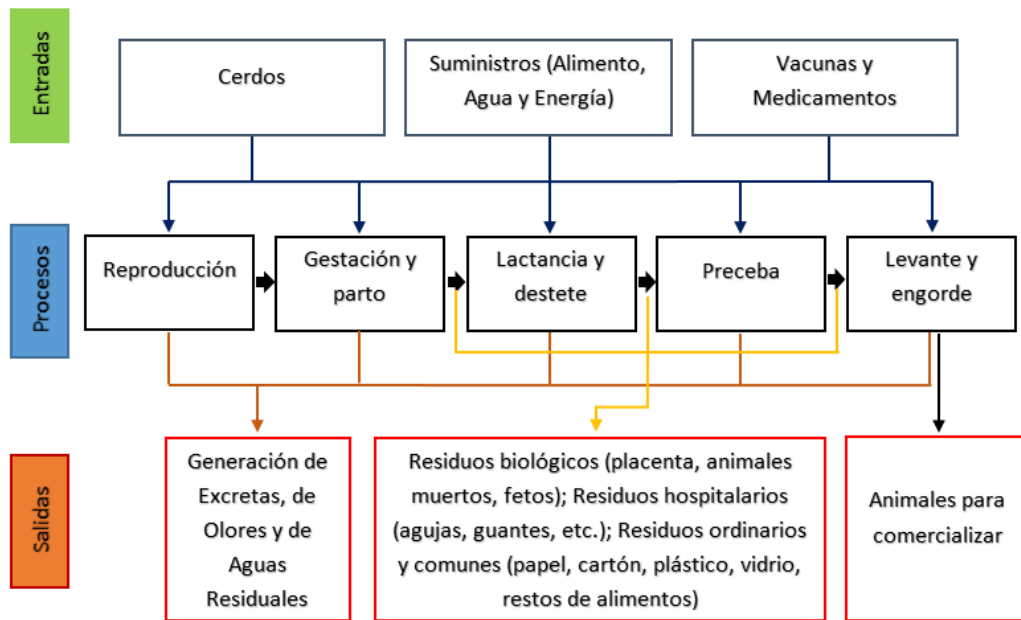 Entradas
Cerdos
Suministros (Alimento,
Agua y Energía)
Vacunas y
Medicamentos
Procesos
Reproducción
Gestación y
parto
Lactancia y
destete
Preceba
Levante y
engorde
Salidas
Generación de
Excretas, de
Olores y de
Aguas
Residuales
Residuos biológicos (placenta, animales
muertos, fetos); Residuos hospitalarios
(agujas, guantes, etc.); Residuos ordinarios
y comunes (papel, cartón, plástico, vidrio,
restos de alimentos)
Animales para
comercializar